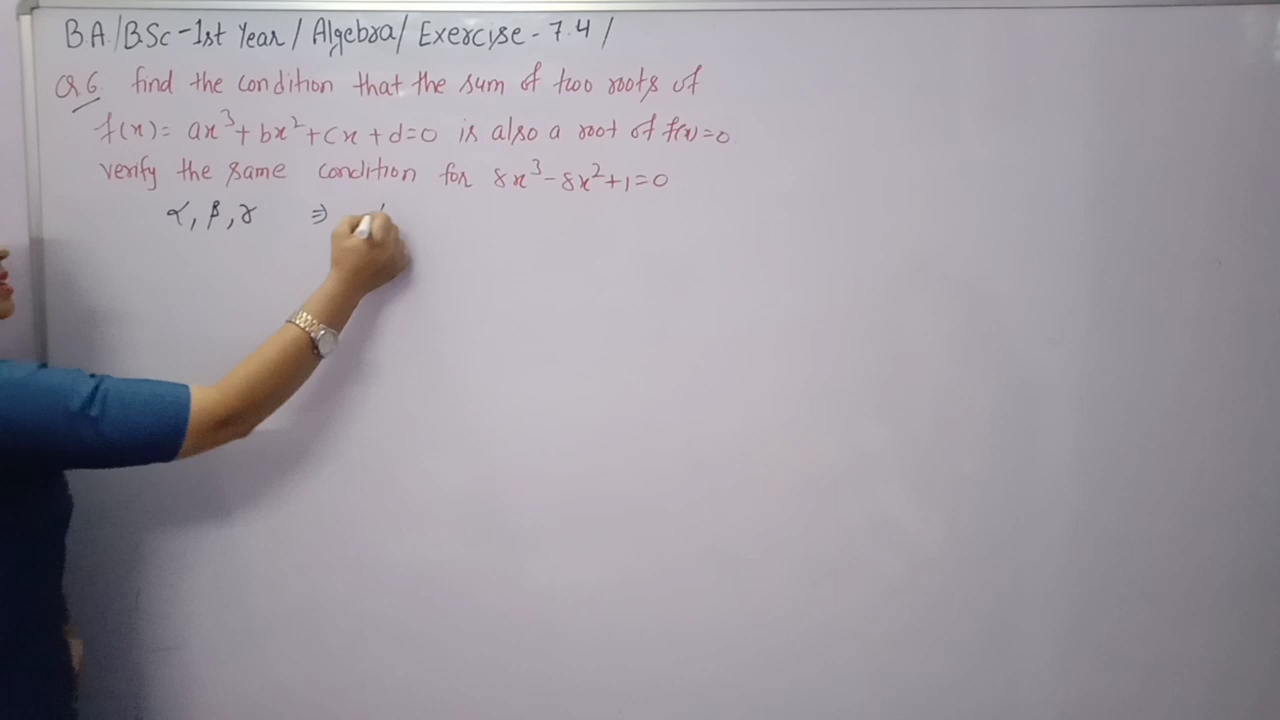 B.A./B.Sc-1st Year / Algebra / Exercise - 7.4 /
Q 6. find the condition that the sum of two roots of
f(x) = ax³ + bx² + cx + d = 0 is also a root of f(x) = 0
verify the same condition for 8x³ - 8x² + 1 = 0
α, β, γ ⇒